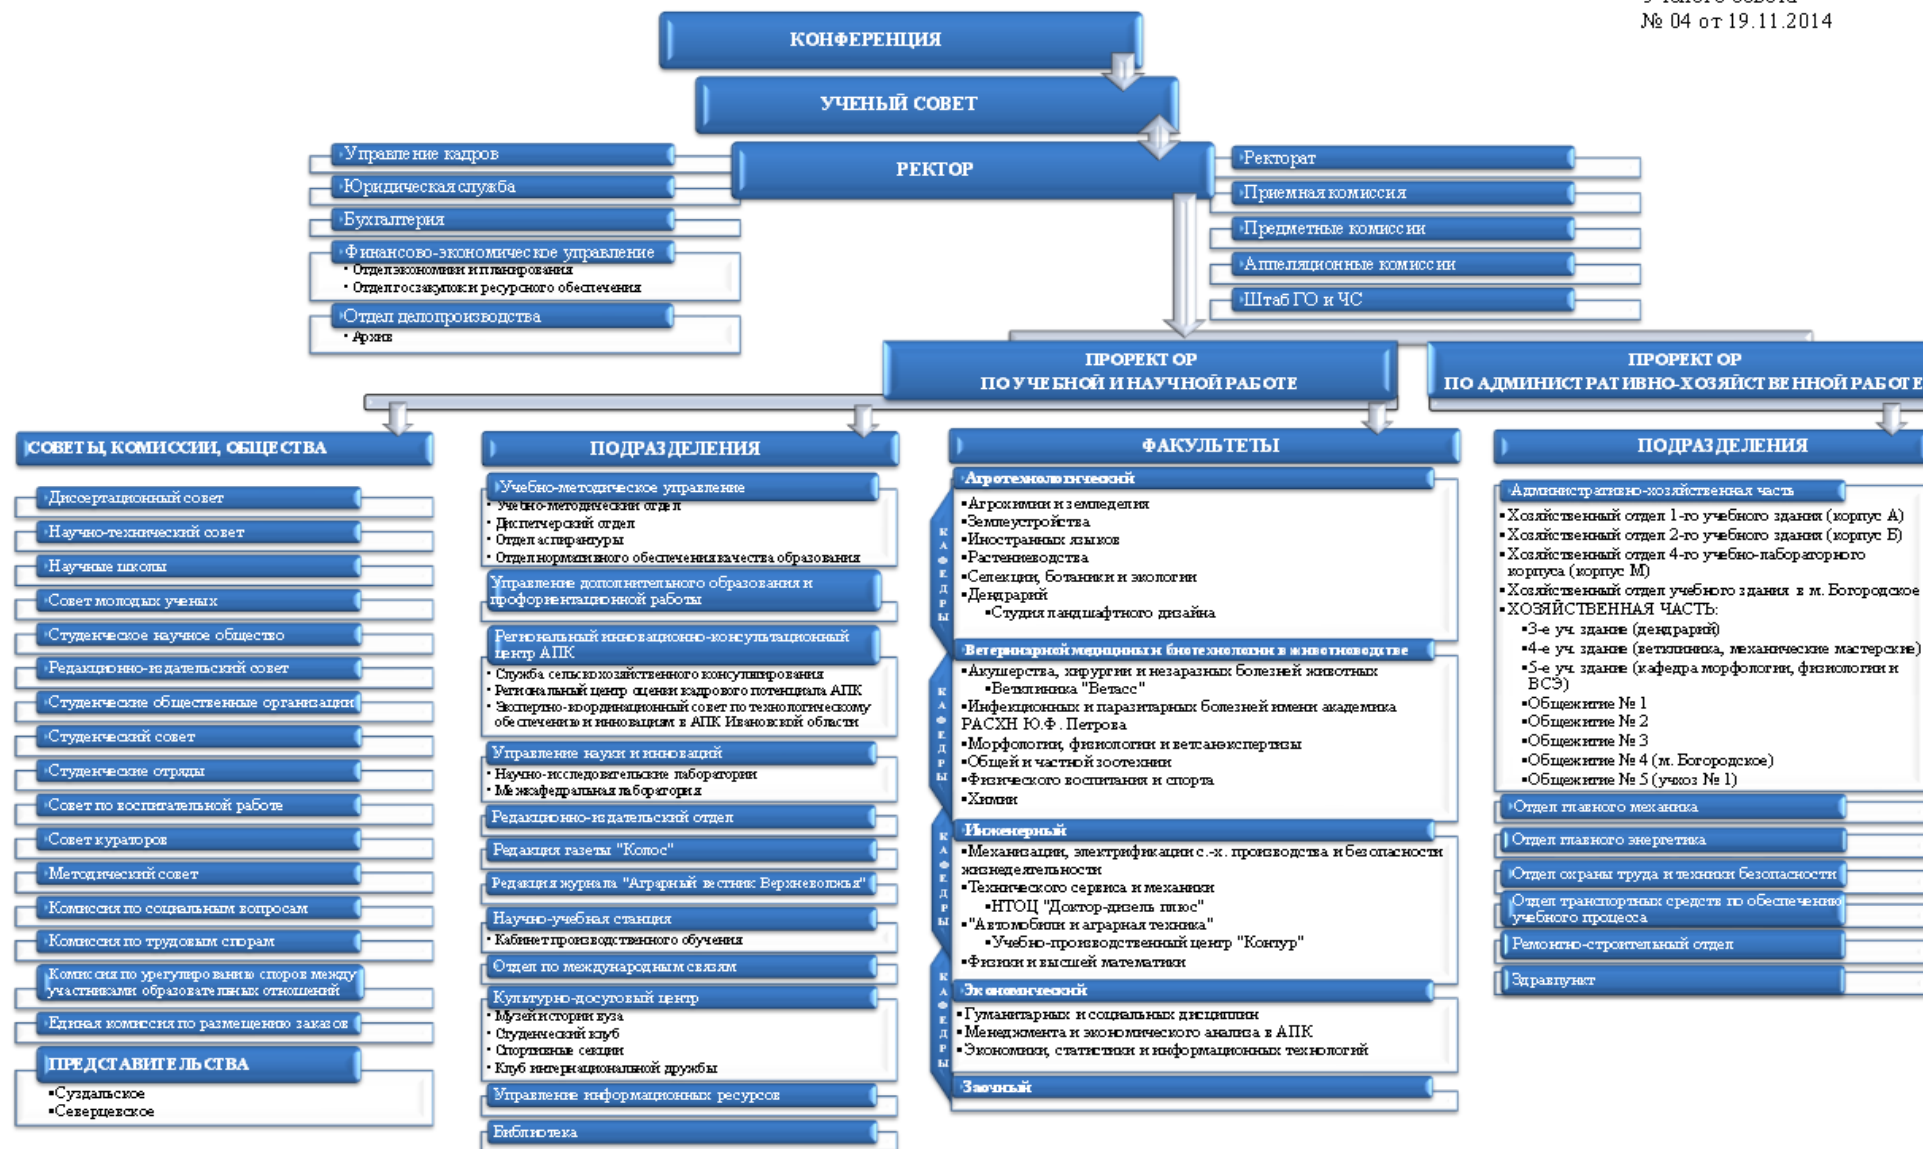 № 04 от 19.11.2014
КОНФЕРЕНЦИЯ
УЧЕНЫЙ СОВЕТ
РЕКТОР
Управление кадров
Юридическая служба
Бухгалтерия
Финансово-экономическое управление
• Отдел экономики и планирования
• Отдел госзакупок и ресурсного обеспечения
Отдел делопроизводства
• Архив
Ректорат
Приемная комиссия
Предметные комиссии
Аппеляционные комиссии
Штаб ГО и ЧС
ПРОРЕКТОР
ПО УЧЕБНОЙ И НАУЧНОЙ РАБОТЕ
ПРОРЕКТОР
ПО АДМИНИСТРАТИВНО-ХОЗЯЙСТВЕННОЙ РАБОТЕ
СОВЕТЫ, КОМИССИИ, ОБЩЕСТВА
Диссертационный совет
Научно-технический совет
Научные школы
Совет молодых ученых
Студенческое научное общество
Редакционно-издательский совет
Студенческие общественные организации
Студенческий совет
Студенческие отряды
Совет по воспитательной работе
Совет кураторов
Методический совет
Комиссия по социальным вопросам
Комиссия по трудовым спорам
Комиссия по урегулированию споров между
участниками образовательных отношений
Единая комиссия по размещению заказов
ПРЕДСТАВИТЕЛЬСТВА
▪Суздальское
▪Северцевское
ПОДРАЗДЕЛЕНИЯ
Учебно-методическое управление
• Учебно-методический отдел
• Диспетчерский отдел
• Отдел аспирантуры
• Отдел нормативного обеспечения качества образования
Управление дополнительного образования и
профориентационной работы
Региональный инновационно-консультационный
центр АПК
• Служба сельскохозяйственного консультирования
• Региональный центр оценки кадрового потенциала АПК
• Экспертно-координационный совет по технологическому
обеспечению и инновациям в АПК Ивановской области
Управление науки и инноваций
• Научно-исследовательские лаборатории
• Межкафедральная лаборатория
Редакционно-издательский отдел
Редакция газеты "Колос"
Редакция журнала "Аграрный вестник Верхневолжья"
Научно-учебная станция
• Кабинет производственного обучения
Отдел по международным связям
Культурно-досуговый центр
• Музей истории вуза
• Студенческий клуб
• Спортивные секции
• Клуб интернациональной дружбы
Управление информационных ресурсов
Библиотека
ФАКУЛЬТЕТЫ
КАФЕДРЫ
Агротехнологический
▪Агрохимии и земледелия
▪Землеустройства
▪Иностранных языков
▪Растениеводства
▪Селекции, ботаники и экологии
▪Дендрарий
▪Студия ландшафтного дизайна
КАФЕДРЫ
Ветеринарной медицины и биотехнологии в животноводстве
▪Акушерства, хирургии и незаразных болезней животных
▪Ветклиника "Ветасс"
▪Инфекционных и паразитарных болезней имени академика
РАСХН Ю.Ф. Петрова
▪Морфологии, физиологии и ветсанэкспертизы
▪Общей и частной зоотехнии
▪Физического воспитания и спорта
▪Химии
КАФЕДРЫ
Инженерный
▪Механизации, электрификации с.-х. производства и безопасности
жизнедеятельности
▪Технического сервиса и механики
▪НТОЦ "Доктор-дизель плюс"
▪"Автомобили и аграрная техника"
▪Учебно-производственный центр "Контур"
▪Физики и высшей математики
КАФЕДРЫ
Экономический
▪Гуманитарных и социальных дисциплин
▪Менеджмента и экономического анализа в АПК
▪Экономики, статистики и информационных технологий
Заочный
ПОДРАЗДЕЛЕНИЯ
Административно-хозяйственная часть
▪Хозяйственный отдел 1-го учебного здания (корпус А)
▪Хозяйственный отдел 2-го учебного здания (корпус Б)
▪Хозяйственный отдел 4-го учебно-лабораторного
корпуса (корпус М)
▪Хозяйственный отдел учебного здания в м. Богородское
▪ХОЗЯЙСТВЕННАЯ ЧАСТЬ:
▪3-е уч. здание (дендрарий)
▪4-е уч. здание (ветклиника, механические мастерские)
▪5-е уч. здание (кафедра морфологии, физиологии и
ВСЭ)
▪Общежитие № 1
▪Общежитие № 2
▪Общежитие № 3
▪Общежитие № 4 (м. Богородское)
▪Общежитие № 5 (учхоз № 1)
Отдел главного механика
Отдел главного энергетика
Отдел охраны труда и техники безопасности
Отдел транспортных средств по обеспечению
учебного процесса
Ремонтно-строительный отдел
Здравпункт